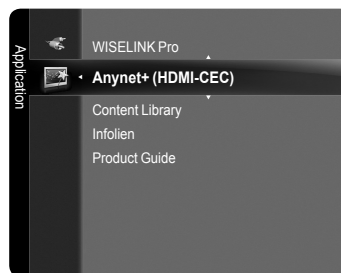 Application
WISELINK Pro
Anynet+ (HDMI-CEC)
Content Library
Infolien
Product Guide